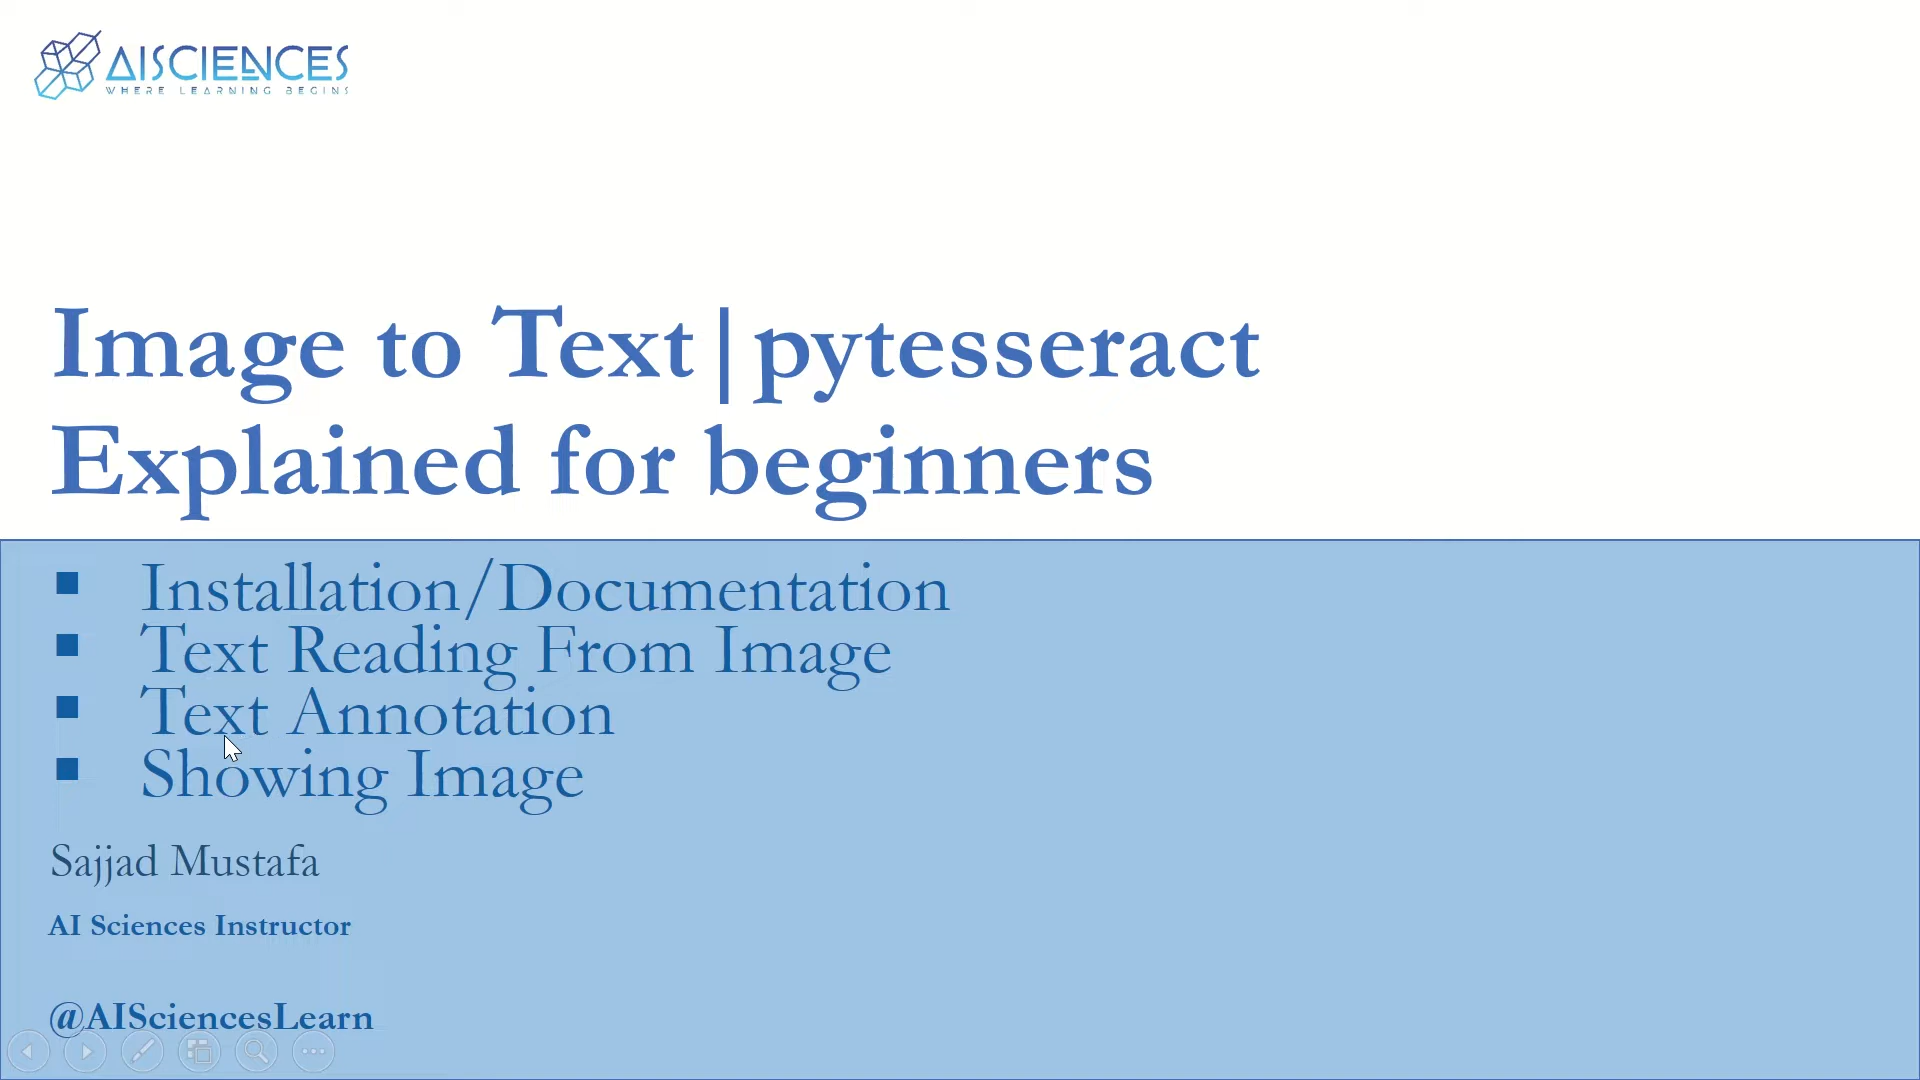 AISCIENCES
WHERE LEARNING BEGINS
Image to Text|pytesseract
Explained for beginners
Installation/Documentation
Text Reading From Image
Text Annotation
Showing Image
Sajjad Mustafa
AI Sciences Instructor
@AISciencesLearn